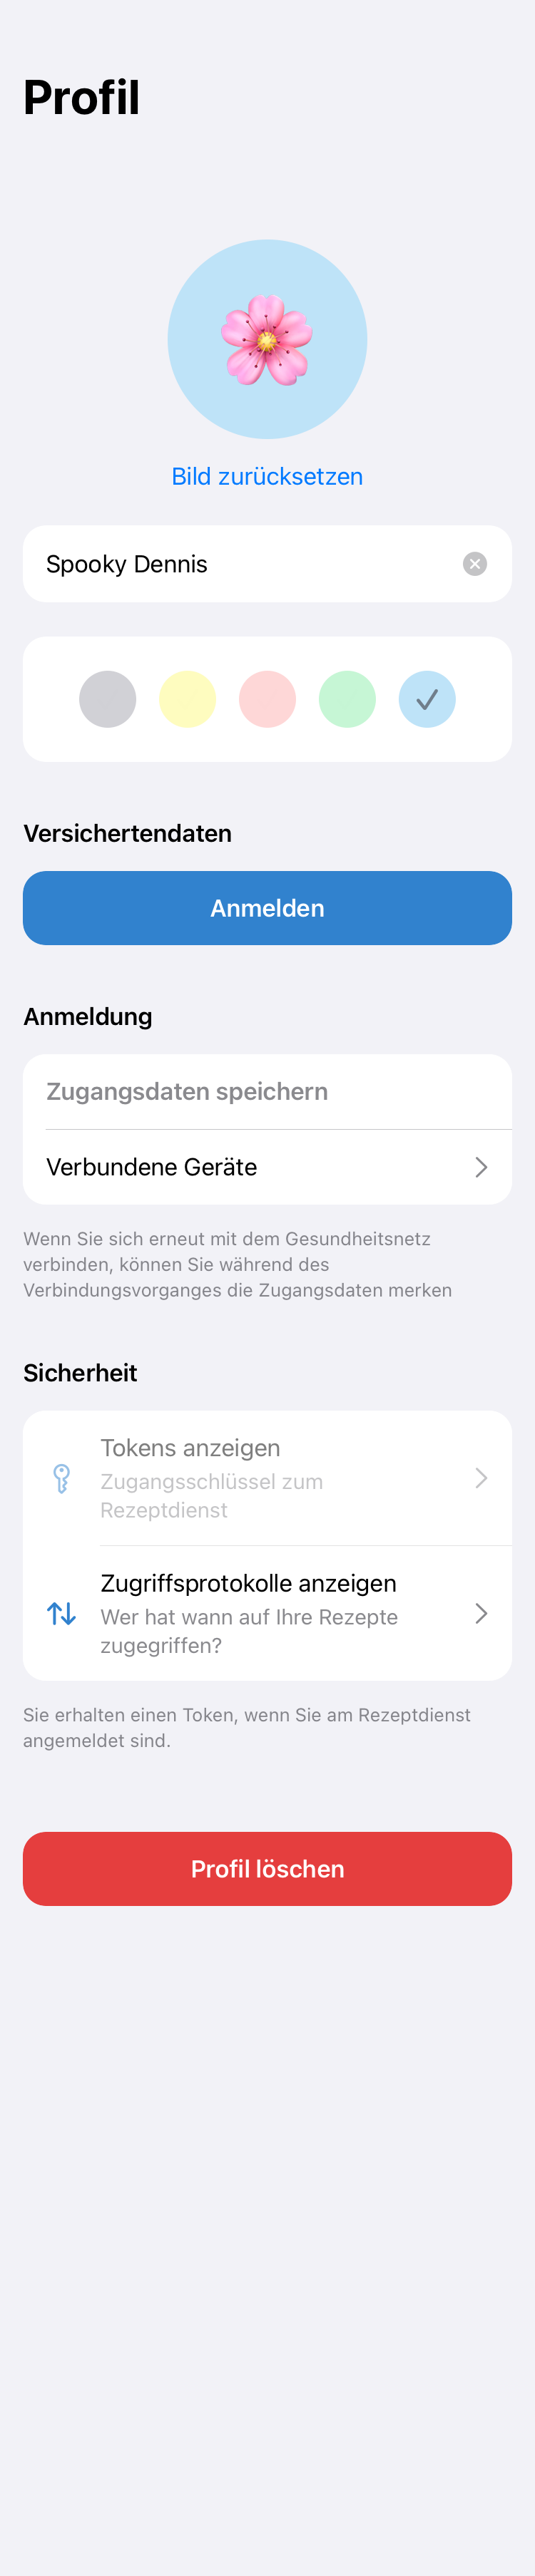 Profil
Bild zurücksetzen
Spooky Dennis
Versichertendaten
Anmelden
Anmeldung
Zugangsdaten speichern
Verbundene Geräte
Wenn Sie sich erneut mit dem Gesundheitsnetz
verbinden, können Sie während des
Verbindungsvorganges die Zugangsdaten merken
Sicherheit
Tokens anzeigen
Zugangsschlüssel zum
Rezeptdienst
Zugriffsprotokolle anzeigen
Wer hat wann auf Ihre Rezepte
zugegriffen?
Sie erhalten einen Token, wenn Sie am Rezeptdienst
angemeldet sind.
Profil löschen